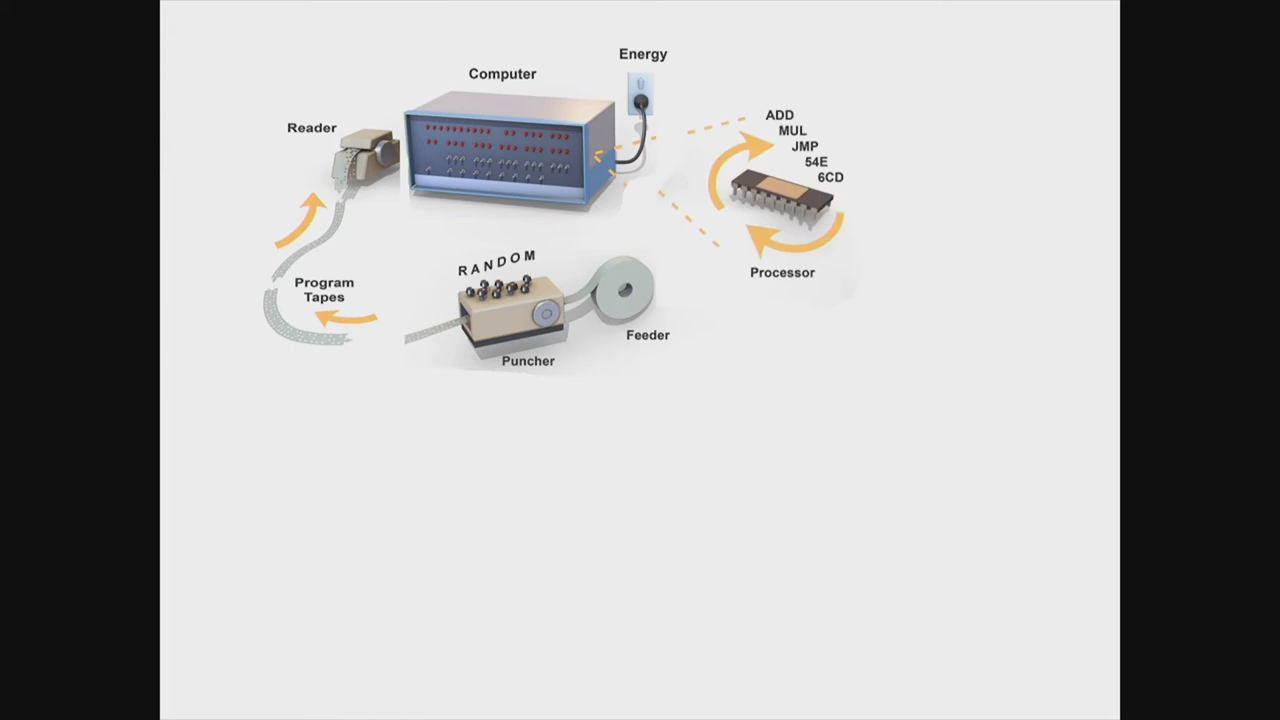 Energy
Computer
Reader
ADD
MUL
JMP
54E
6CD
Processor
RANDOM
Program
Tapes
Feeder
Puncher